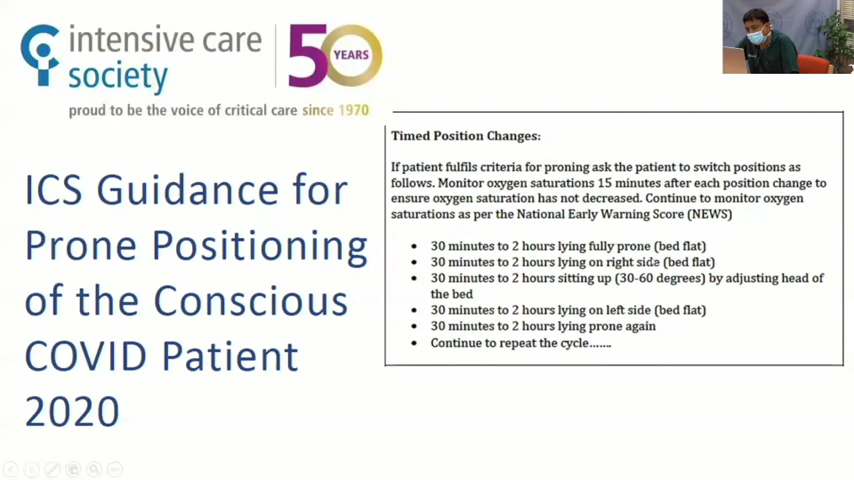 intensive care
society
50
YEARS
proud to be the voice of critical care since 1970
ICS Guidance for
Prone Positioning
of the Conscious
COVID Patient
2020
Timed Position Changes:
If patient fulfils criteria for proning ask the patient to switch positions as
follows. Monitor oxygen saturations 15 minutes after each position change to
ensure oxygen saturation has not decreased. Continue to monitor oxygen
saturations as per the National Early Warning Score (NEWS)
• 30 minutes to 2 hours lying fully prone (bed flat)
• 30 minutes to 2 hours lying on right side (bed flat)
• 30 minutes to 2 hours sitting up (30-60 degrees) by adjusting head of
the bed
• 30 minutes to 2 hours lying on left side (bed flat)
• 30 minutes to 2 hours lying prone again
• Continue to repeat the cycle.......